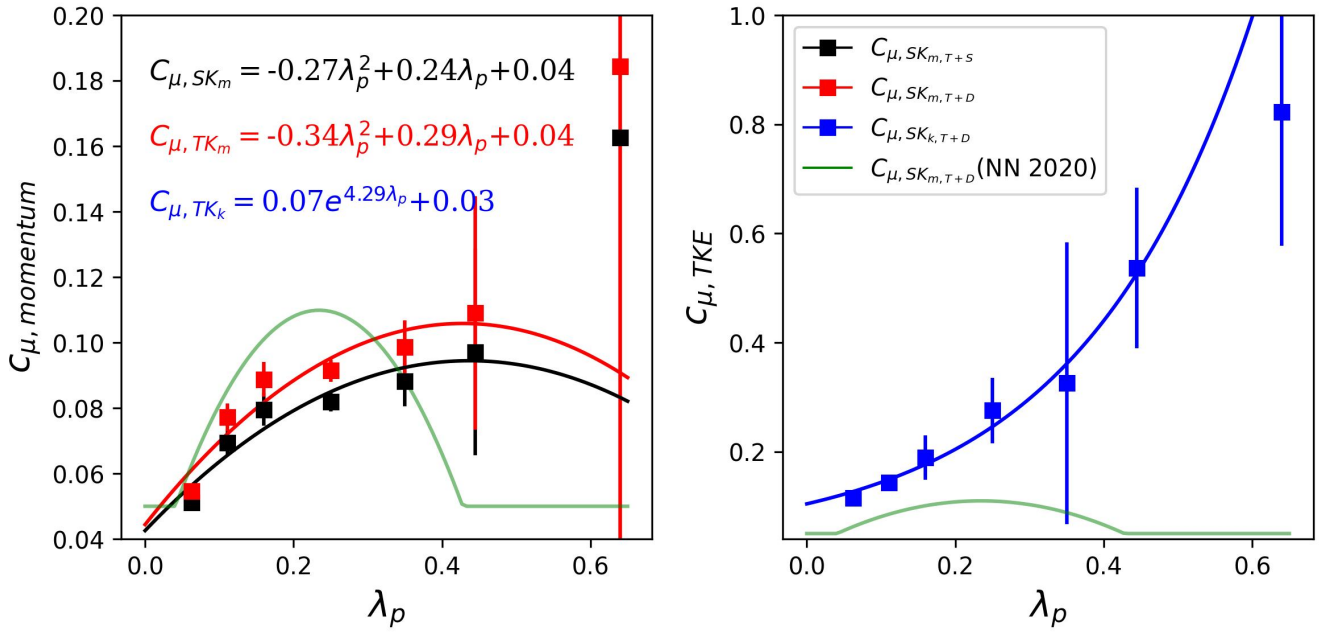 0.20
0.18
0.16
0.14
0.12
0.10
0.08
0.06
0.04
C_{μ, momentum}
C_{μ, SK_m} = -0.27λ_p^2+0.24λ_p+0.04
C_{μ, TK_m} = -0.34λ_p^2+0.29λ_p+0.04
C_{μ, TK_k} = 0.07e^{4.29λ_p}+0.03
0.0 0.2 0.4 0.6
λ_p
1.0
0.8
0.6
0.4
0.2
C_{μ, TKE}
C_{μ, SK_{m, T+S}}
C_{μ, SK_{m, T+D}}
C_{μ, SK_{k, T+D}}
C_{μ, SK_{m, T+D}}(NN 2020)
0.0 0.2 0.4 0.6
λ_p